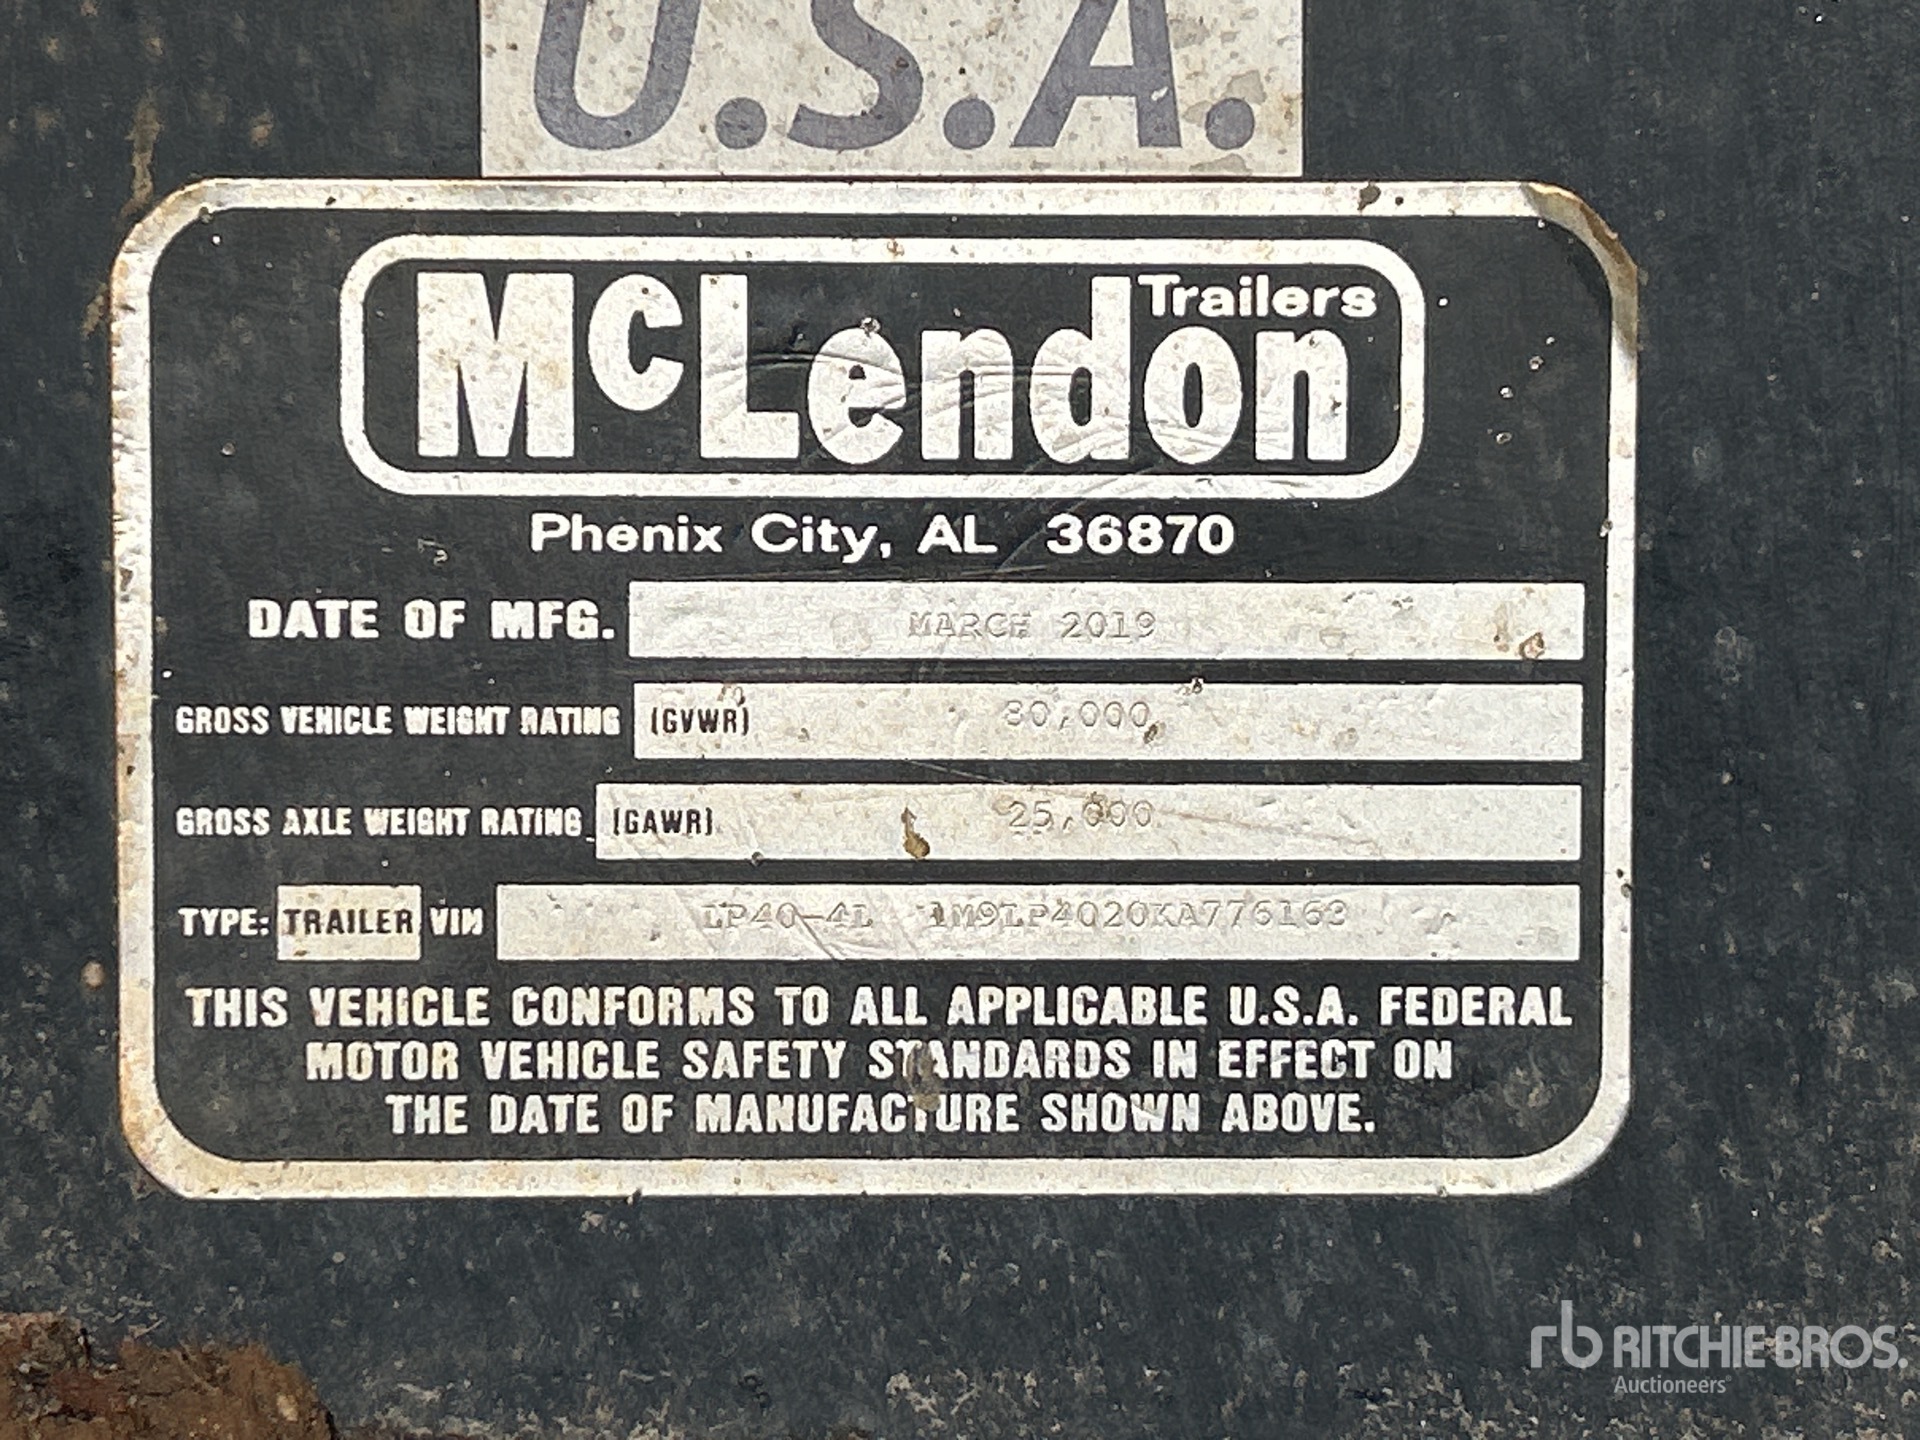 U.S.A.
McLendon Trailers
Phenix City, AL 36870
DATE OF MFG. MARCH 2019
GROSS VEHICLE WEIGHT RATING (GVWR) 80,000
GROSS AXLE WEIGHT RATING (GAWR) 25,000
TYPE: TRAILER VIN LP40-4L 1M9LP4020KA776163
THIS VEHICLE CONFORMS TO ALL APPLICABLE U.S.A. FEDERAL
MOTOR VEHICLE SAFETY STANDARDS IN EFFECT ON
THE DATE OF MANUFACTURE SHOWN ABOVE.
rb RITCHIE BROS.
Auctioneers